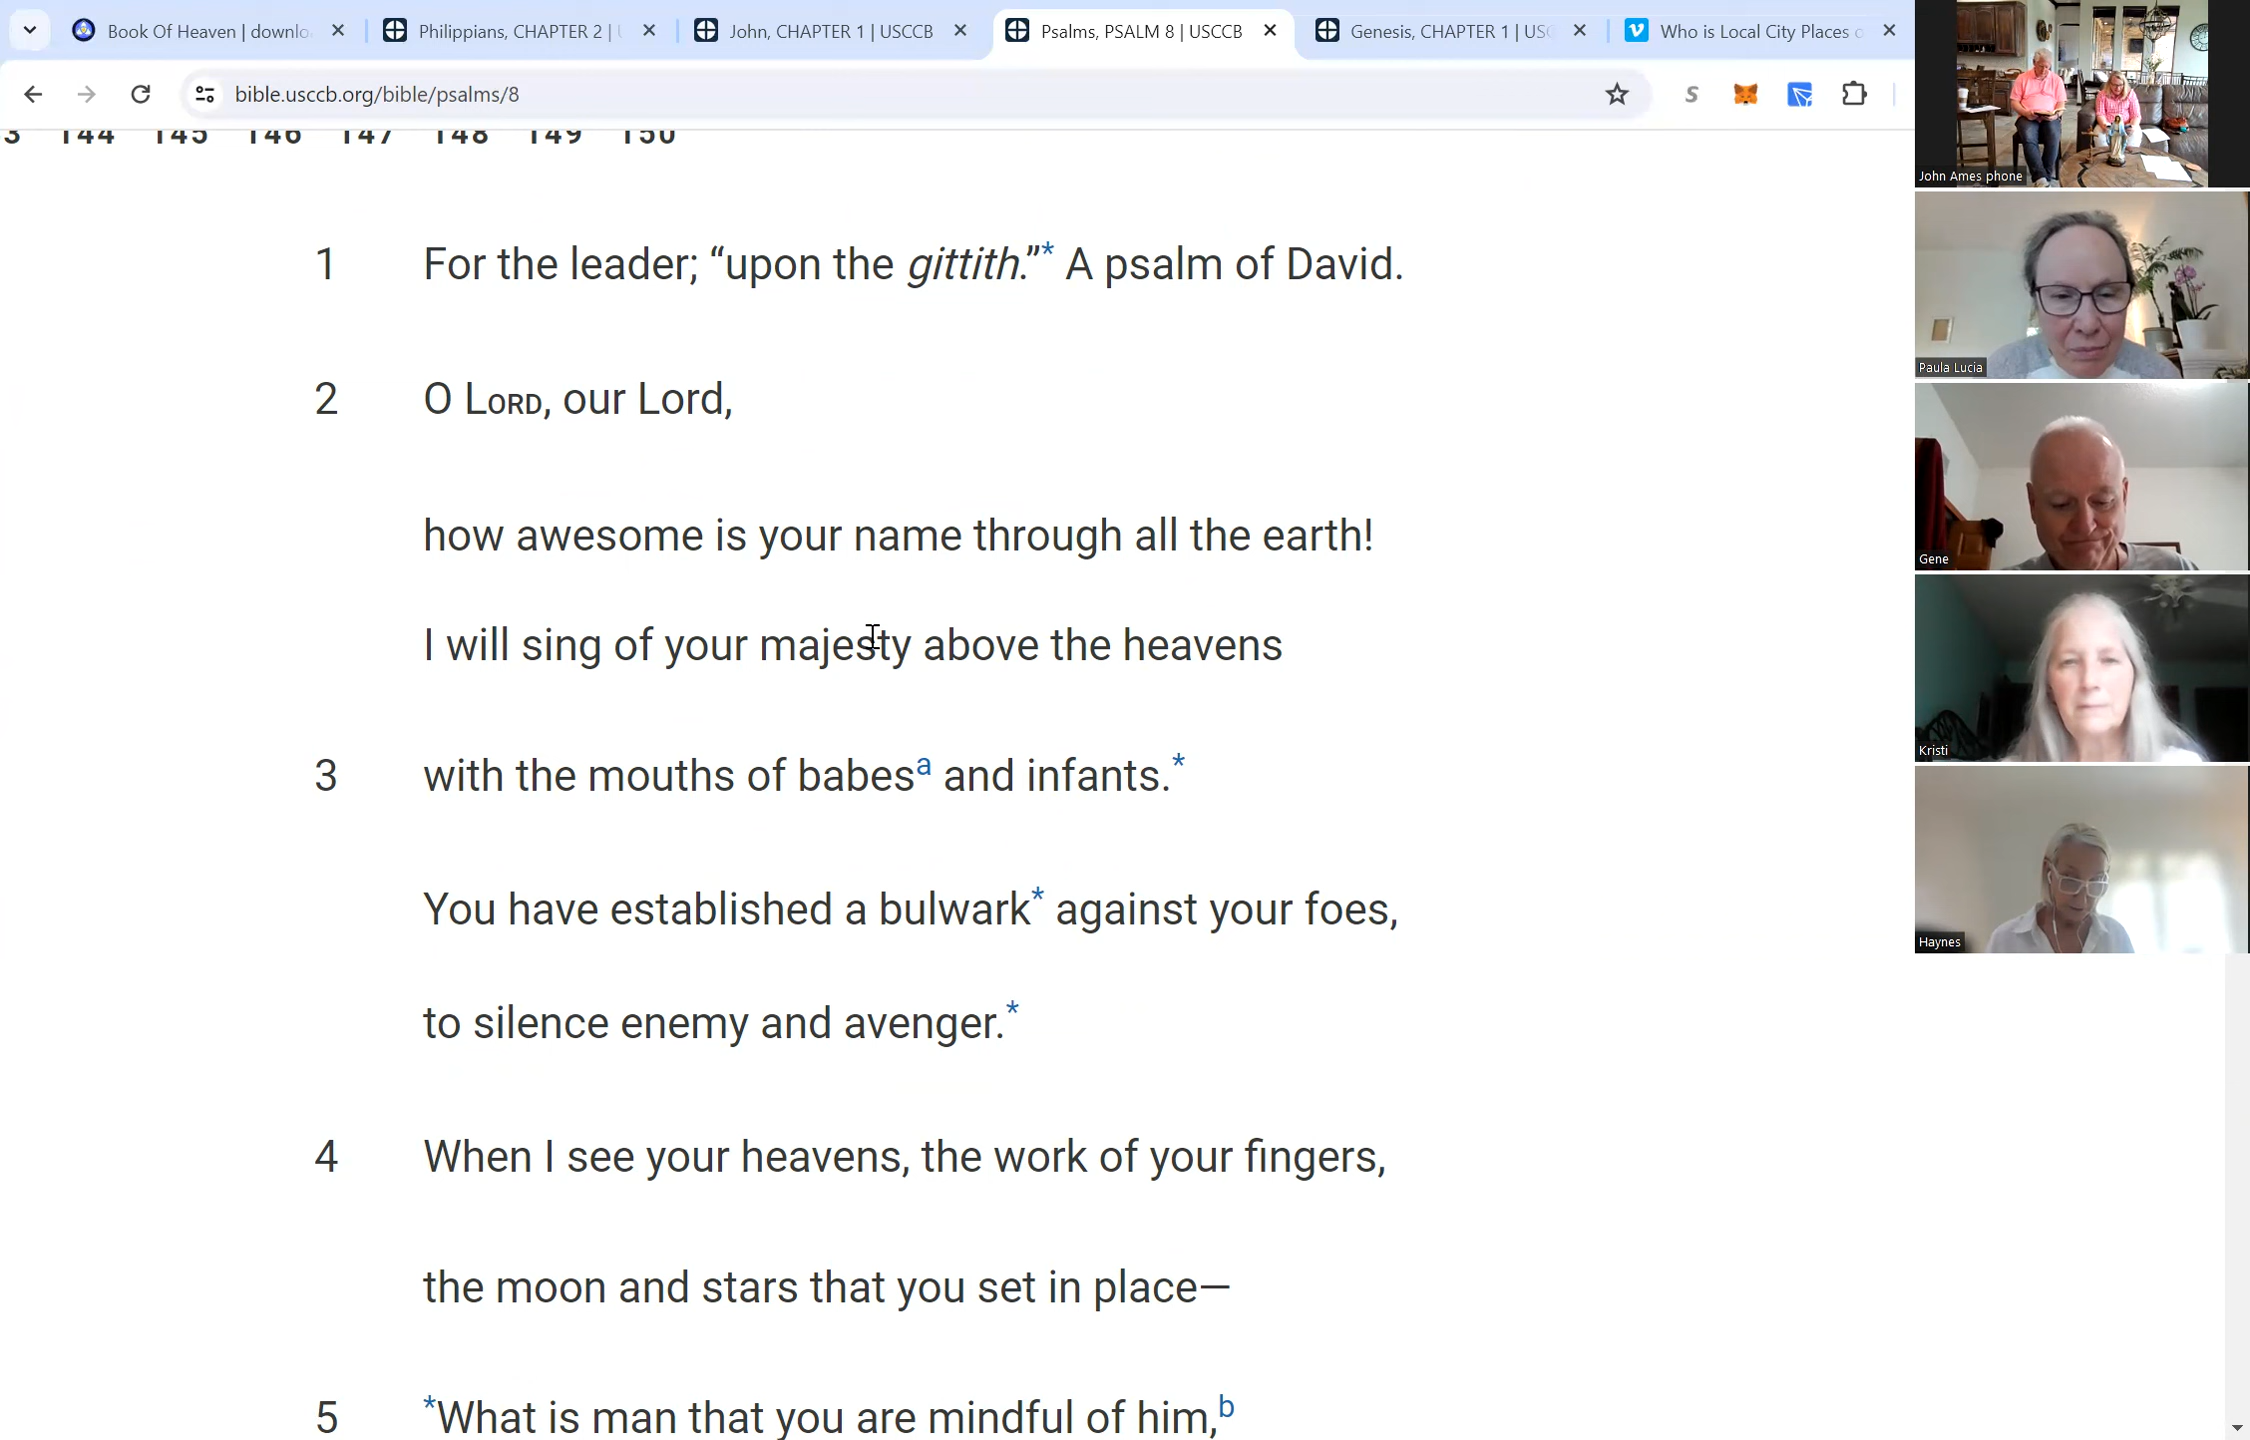 Book Of Heaven | downlo
Philippians, CHAPTER 2 | U
John, CHAPTER 1 | USCCB
Psalms, PSALM 8 | USCCB
Genesis, CHAPTER 1 | USC
Who is Local City Places o
bible.usccb.org/bible/psalms/8
3 144 145 146 147 148 149 150
1 For the leader; “upon the gittith.”* A psalm of David.
2 O LORD, our Lord,
how awesome is your name through all the earth!
I will sing of your majesty above the heavens
3 with the mouths of babesa and infants.*
You have established a bulwark* against your foes,
to silence enemy and avenger.*
4 When I see your heavens, the work of your fingers,
the moon and stars that you set in place—
5 *What is man that you are mindful of him,b
John Ames phone
Paula Lucia
Gene
Kristi
Haynes